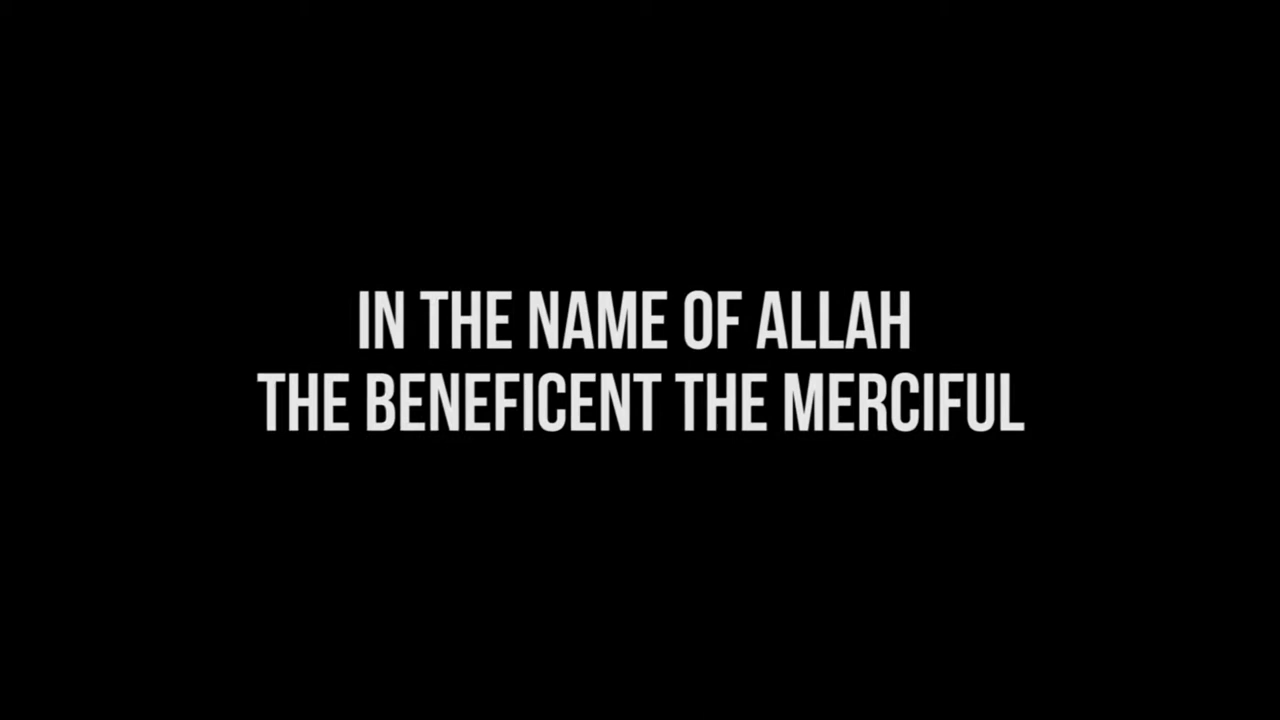 IN THE NAME OF ALLAH
THE BENEFICENT THE MERCIFUL